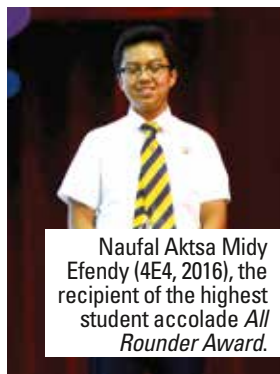 Naufal Aktsa Midy
Efendy (4E4, 2016), the
recipient of the highest
student accolade All
Rounder Award.